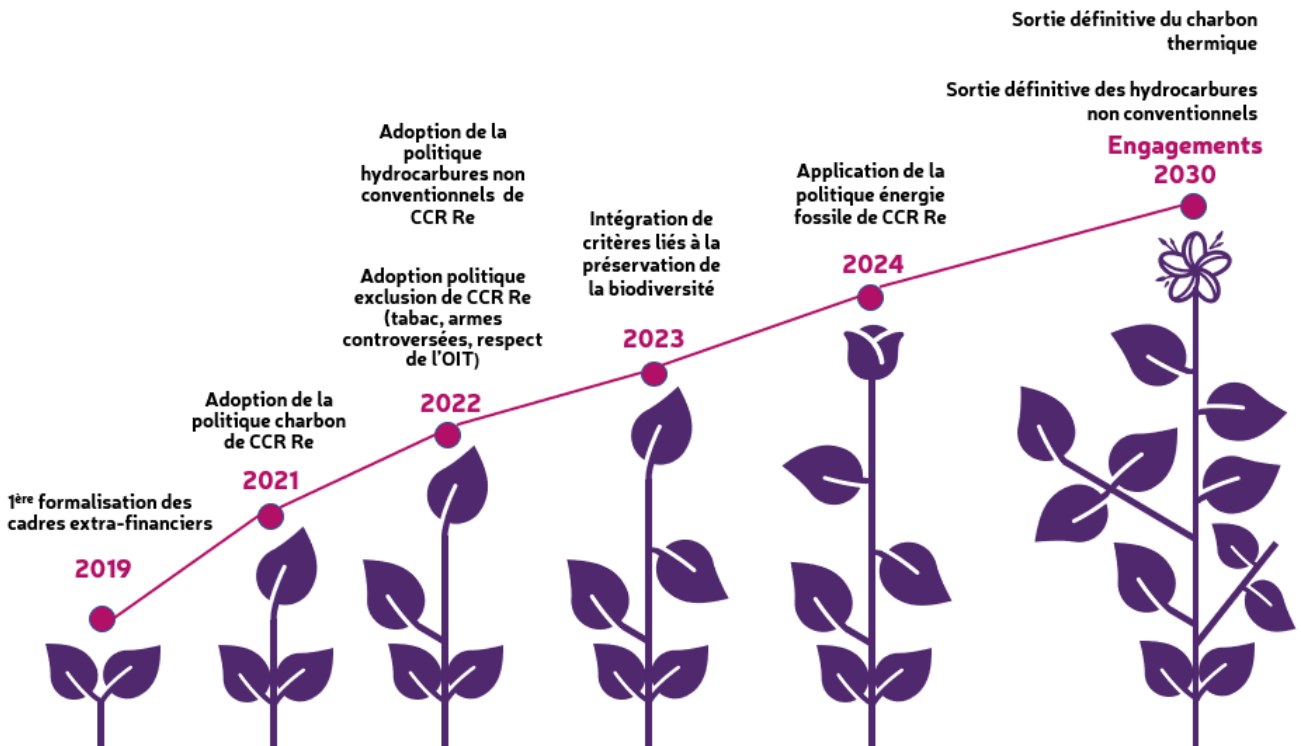 1ère formalisation des
cadres extra-financiers
2019
Adoption de la
politique charbon
de CCR Re
2021
Adoption de la
politique
hydrocarbures non
conventionnels de
CCR Re
Adoption politique
exclusion de CCR Re
(tabac, armes
controversées, respect
de l'OIT)
2022
Intégration de
critères liés à la
préservation de
la biodiversité
2023
Application de la
politique énergie
fossile de CCR Re
2024
Sortie définitive du charbon
thermique
Sortie définitive des hydrocarbures
non conventionnels
Engagements
2030